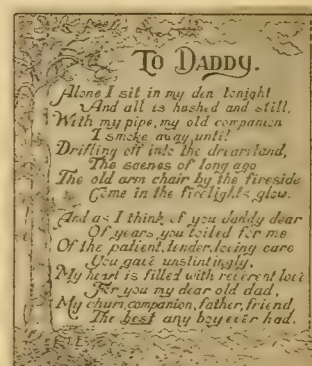 To Daddy.
Alone I sit in my den tonight
And all is hushed and still,
With my pipe, my old companion
I smoke away, until
Drifting off into the dreamland,
The scenes of long ago
The old arm chair by the fireside
Come in the firelights glow.
And as I think of you daddy dear
Of years you toiled for me
Of the patient, tender, loving care
You gave unstintingly.
My heart is filled with reverent love
For you my dear old dad,
My chum, companion, father, friend,
The best any boy ever had.